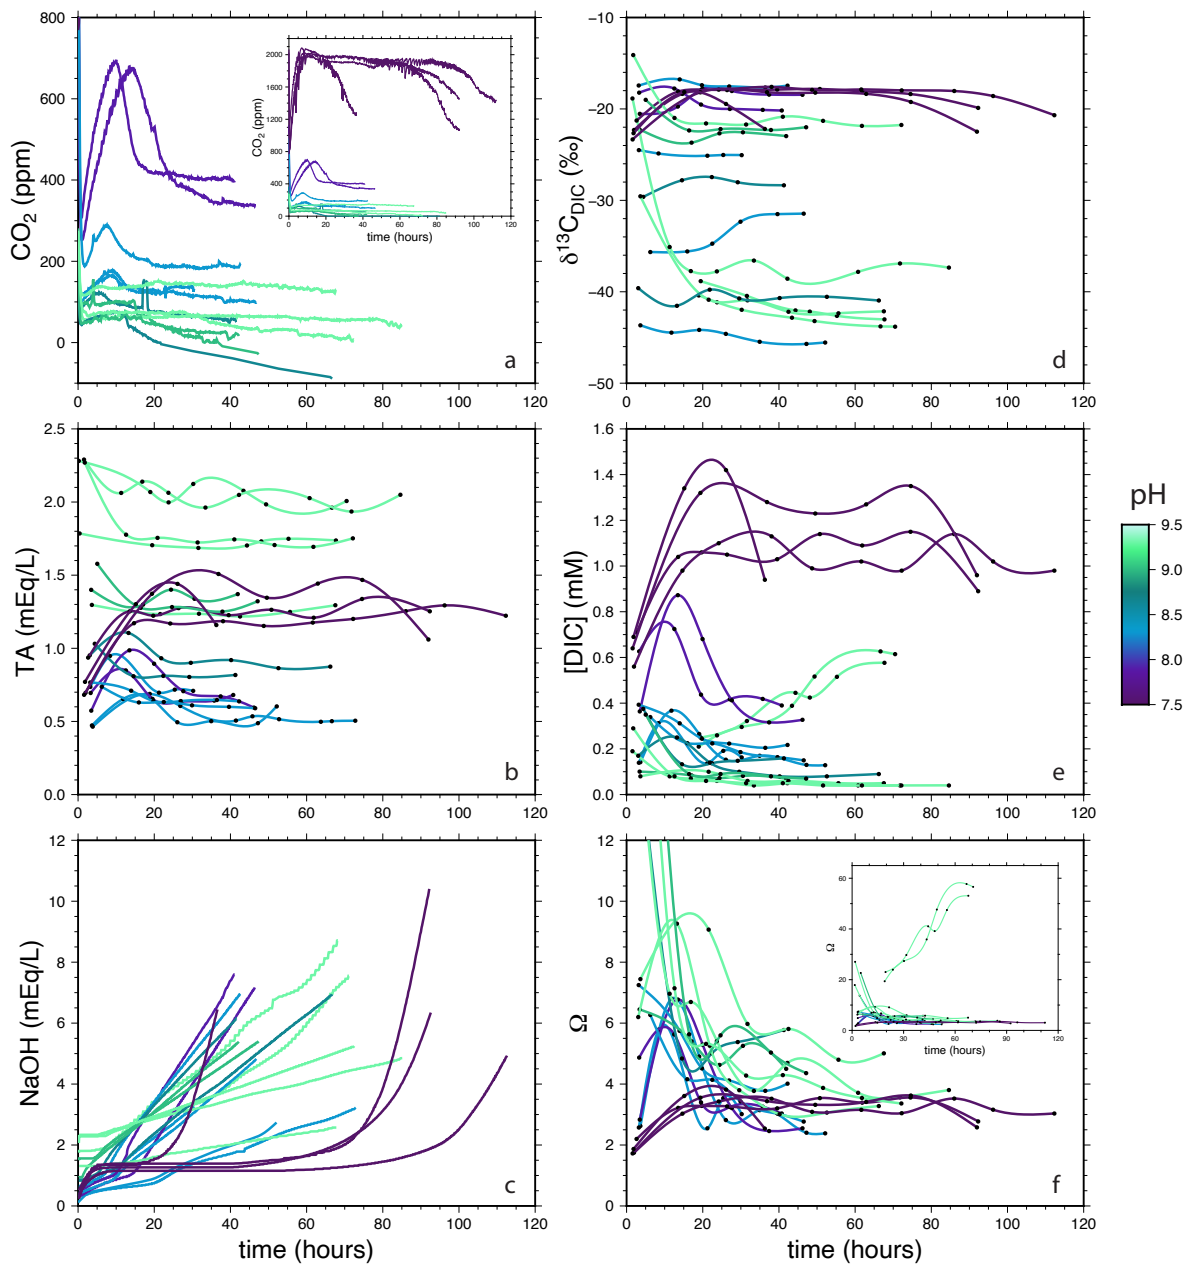 800
600
400
200
0
CO2 (ppm)
0 20 40 60 80 100 120
a
2000
1600
1200
800
400
0
CO2 (ppm)
0 20 40 60 80 100 120
time (hours)
−10
−20
−30
−40
−50
δ13CDIC (‰)
0 20 40 60 80 100 120
d
2.5
2.0
1.5
1.0
0.5
0.0
TA (mEq/L)
0 20 40 60 80 100 120
b
1.6
1.4
1.2
1.0
0.8
0.6
0.4
0.2
0.0
[DIC] (mM)
0 20 40 60 80 100 120
e
pH
9.5
9.0
8.5
8.0
7.5
12
10
8
6
4
2
0
NaOH (mEq/L)
0 20 40 60 80 100 120
time (hours)
c
12
10
8
6
4
2
0
Ω
0 20 40 60 80 100 120
time (hours)
f
60
40
20
0
Ω
0 30 60 90 120
time (hours)